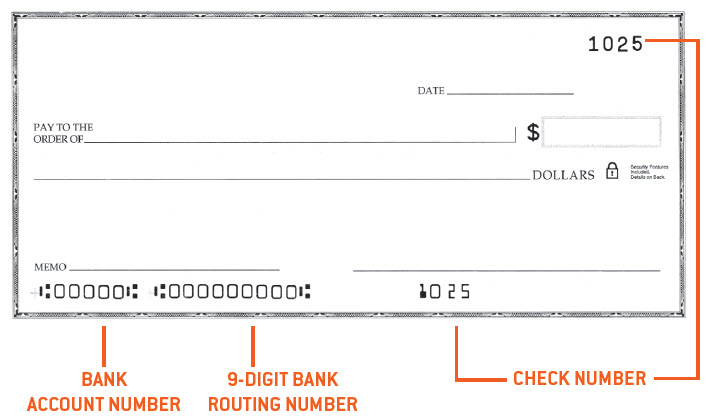 1025
DATE
PAY TO THE
ORDER OF
$
DOLLARS
Security Features
Included.
Details on Back.
MEMO
⑆00000⑆ ⑆000000000⑆ 1025
BANK
ACCOUNT NUMBER
9-DIGIT BANK
ROUTING NUMBER
CHECK NUMBER